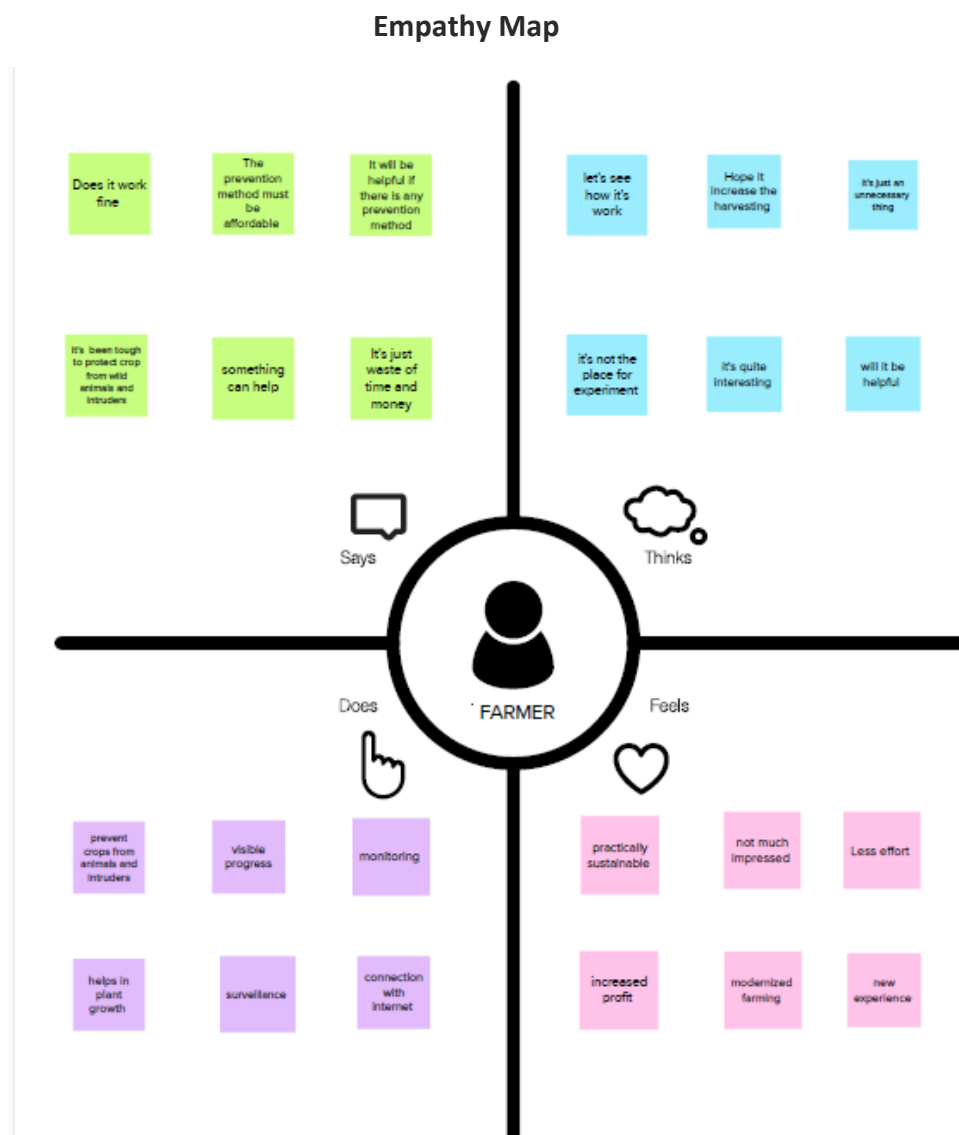 Empathy Map
Does it work
fine
The
prevention
method must
be
affordable
It will be
helpful if
there is any
prevention
method
It's been tough
to protect crop
from wild
animals and
intruders
something
can help
It's just
waste of
time and
money
Says
let's see
how it's
work
Hope it
increase the
harvesting
it's just an
unnecessary
thing
it's not the
place for
experiment
it's quite
interesting
will it be
helpful
Thinks
FARMER
Does
prevent
crops from
animals and
intruders
visible
progress
monitoring
helps in
plant
growth
surveillance
connection
with
internet
Feels
practically
sustainable
not much
impressed
Less effort
increased
profit
modernized
farming
new
experience